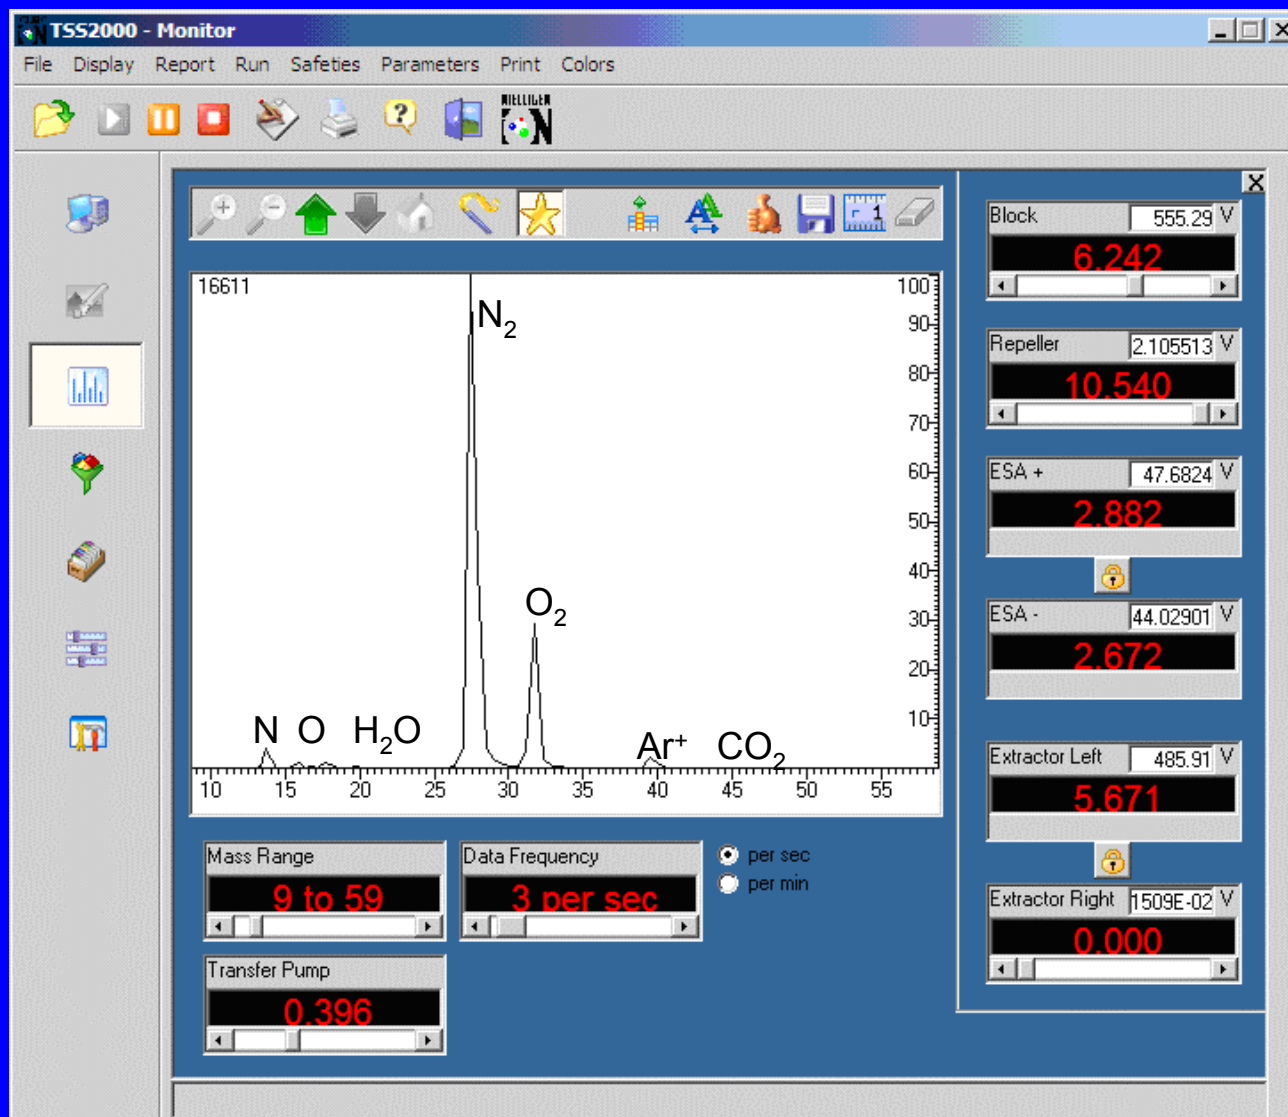 TSS2000 - Monitor
File Display Report Run Safeties Parameters Print Colors
16611
100
90
80
70
60
50
40
30
20
10
N₂
O₂
N O H₂O Ar⁺ CO₂
10 15 20 25 30 35 40 45 50 55
Mass Range
9 to 59
Data Frequency
3 per sec
per sec
per min
Transfer Pump
0.396
Block 555.29 V
6.242
Repeller 2.105513 V
10.540
ESA + 47.6824 V
2.882
ESA - 44.02901 V
2.672
Extractor Left 485.91 V
5.671
Extractor Right 1509E-02 V
0.000